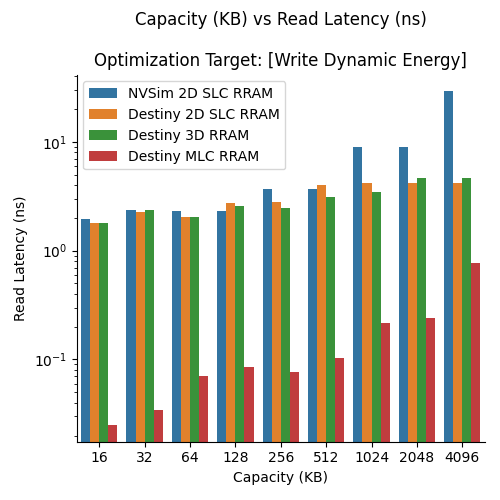 Capacity (KB) vs Read Latency (ns)
Optimization Target: [Write Dynamic Energy]
NVSim 2D SLC RRAM
Destiny 2D SLC RRAM
Destiny 3D RRAM
Destiny MLC RRAM
Read Latency (ns)
10¹
10⁰
10⁻¹
16 32 64 128 256 512 1024 2048 4096
Capacity (KB)